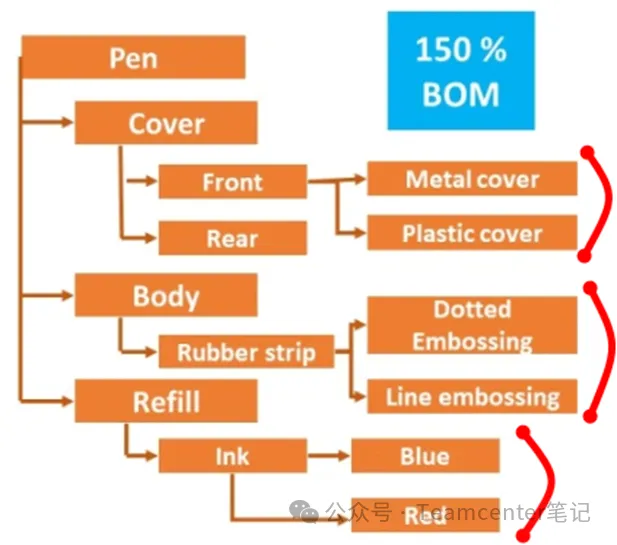 Pen
150 %
BOM
Cover
Front
Metal cover
Rear
Plastic cover
Body
Dotted
Embossing
Rubber strip
Line embossing
Refill
Ink
Blue
Red
公众号 · Teamcenter笔记